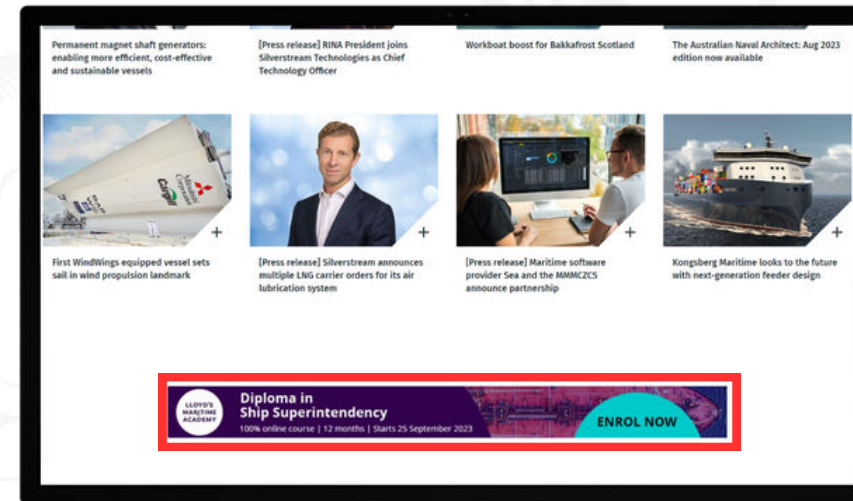 Permanent magnet shaft generators:
enabling more efficient, cost-effective
and sustainable vessels
[Press release] RINA President joins
Silverstream Technologies as Chief
Technology Officer
Workboat boost for Bakkafrost Scotland
The Australian Naval Architect: Aug 2023
edition now available
Cargill
Mitsubishi
Corporation
+
+
+
+
First WindWings equipped vessel sets
sail in wind propulsion landmark
[Press release] Silverstream announces
multiple LNG carrier orders for its air
lubrication system
[Press release] Maritime software
provider Sea and the MMMCZCS
announce partnership
Kongsberg Maritime looks to the future
with next-generation feeder design
LLOYD'S
MARITIME
ACADEMY
Diploma in
Ship Superintendency
100% online course | 12 months | Starts 25 September 2023
ENROL NOW